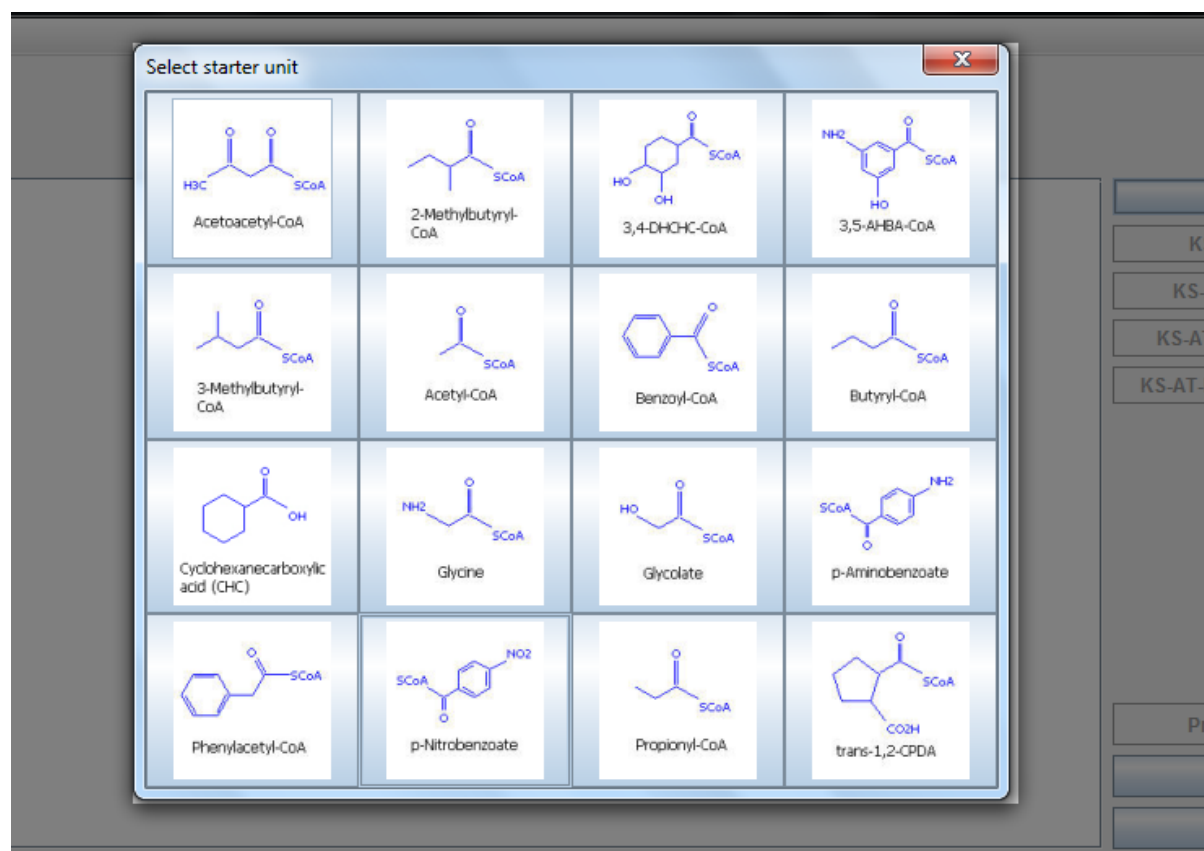 Select starter unit
X
O O
H3C SCoA
Acetoacetyl-CoA
O
SCoA
2-Methylbutyryl-
CoA
O
SCoA
HO
OH
3,4-DHCHC-CoA
NH2 O
SCoA
HO
3,5-AHBA-CoA
O
SCoA
3-Methylbutyryl-
CoA
O
SCoA
Acetyl-CoA
O
SCoA
Benzoyl-CoA
O
SCoA
Butyryl-CoA
O
OH
Cyclohexanecarboxylic
acid (CHC)
O
NH2
SCoA
Glycine
O
HO
SCoA
Glycolate
NH2
SCoA
O
p-Aminobenzoate
O
SCoA
Phenylacetyl-CoA
NO2
SCoA
O
p-Nitrobenzoate
O
SCoA
Propionyl-CoA
O
SCoA
CO2H
trans-1,2-CPDA
K
KS-
KS-AT
KS-AT-
Pr